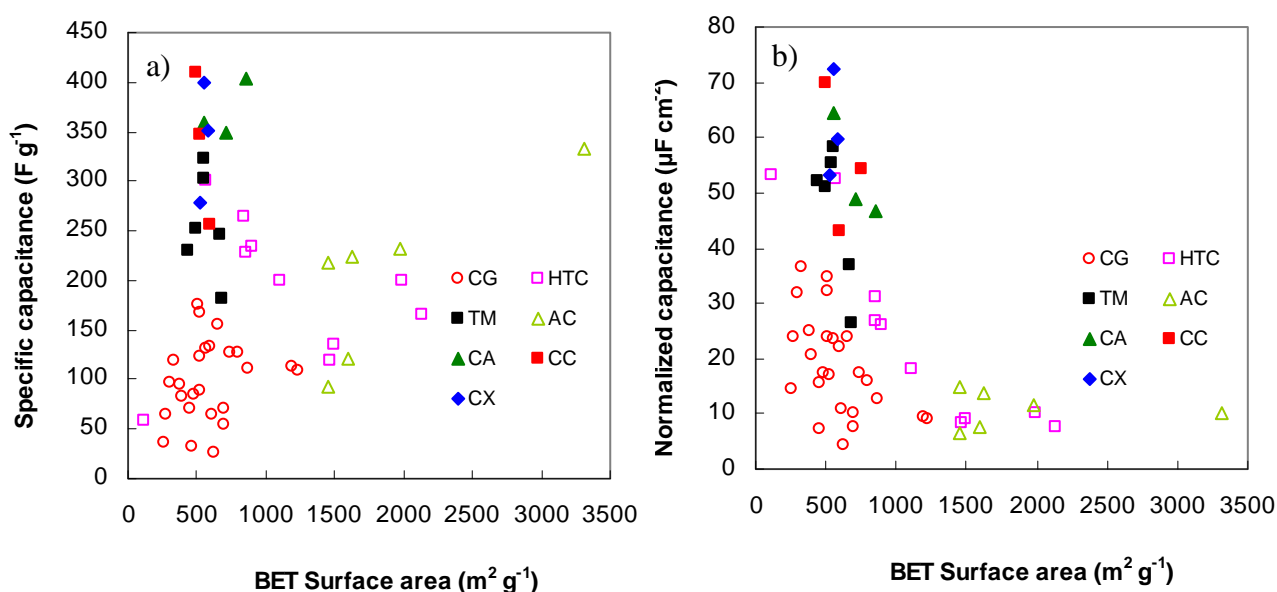 a)
Specific capacitance (F g⁻¹)
450
400
350
300
250
200
150
100
50
0
0 500 1000 1500 2000 2500 3000 3500
BET Surface area (m² g⁻¹)
CG HTC
TM AC
CA CC
CX
b)
Normalized capacitance (µF cm⁻²)
80
70
60
50
40
30
20
10
0
0 500 1000 1500 2000 2500 3000 3500
BET Surface area (m² g⁻¹)
CG HTC
TM AC
CA CC
CX